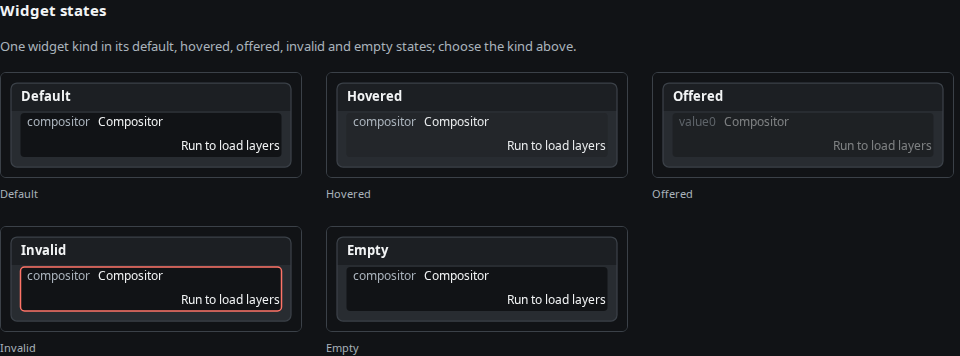 Widget states
One widget kind in its default, hovered, offered, invalid and empty states; choose the kind above.
Default
compositor Compositor
Run to load layers
Default
Hovered
compositor Compositor
Run to load layers
Hovered
Offered
value0 Compositor
Run to load layers
Offered
Invalid
compositor Compositor
Run to load layers
Invalid
Empty
compositor Compositor
Run to load layers
Empty